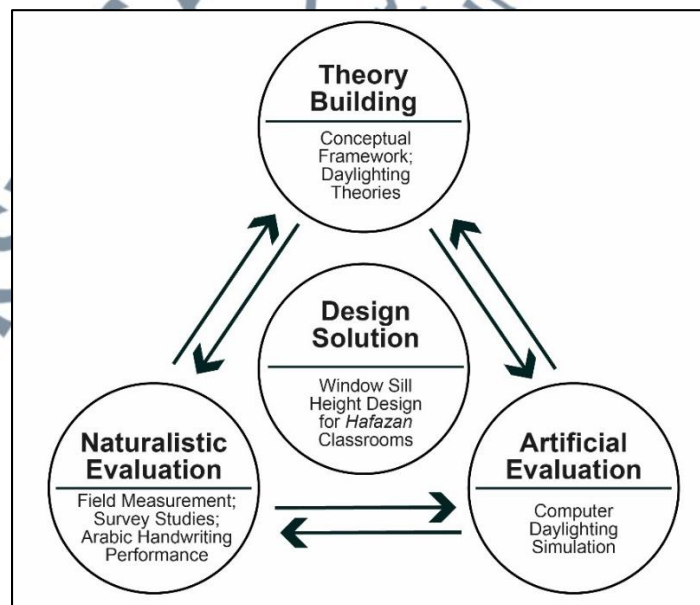 Theory
Building
Conceptual
Framework;
Daylighting
Theories
Design
Solution
Window Sill
Height Design
for Hafazan
Classrooms
Naturalistic
Evaluation
Field Measurement;
Survey Studies;
Arabic Handwriting
Performance
Artificial
Evaluation
Computer
Daylighting
Simulation